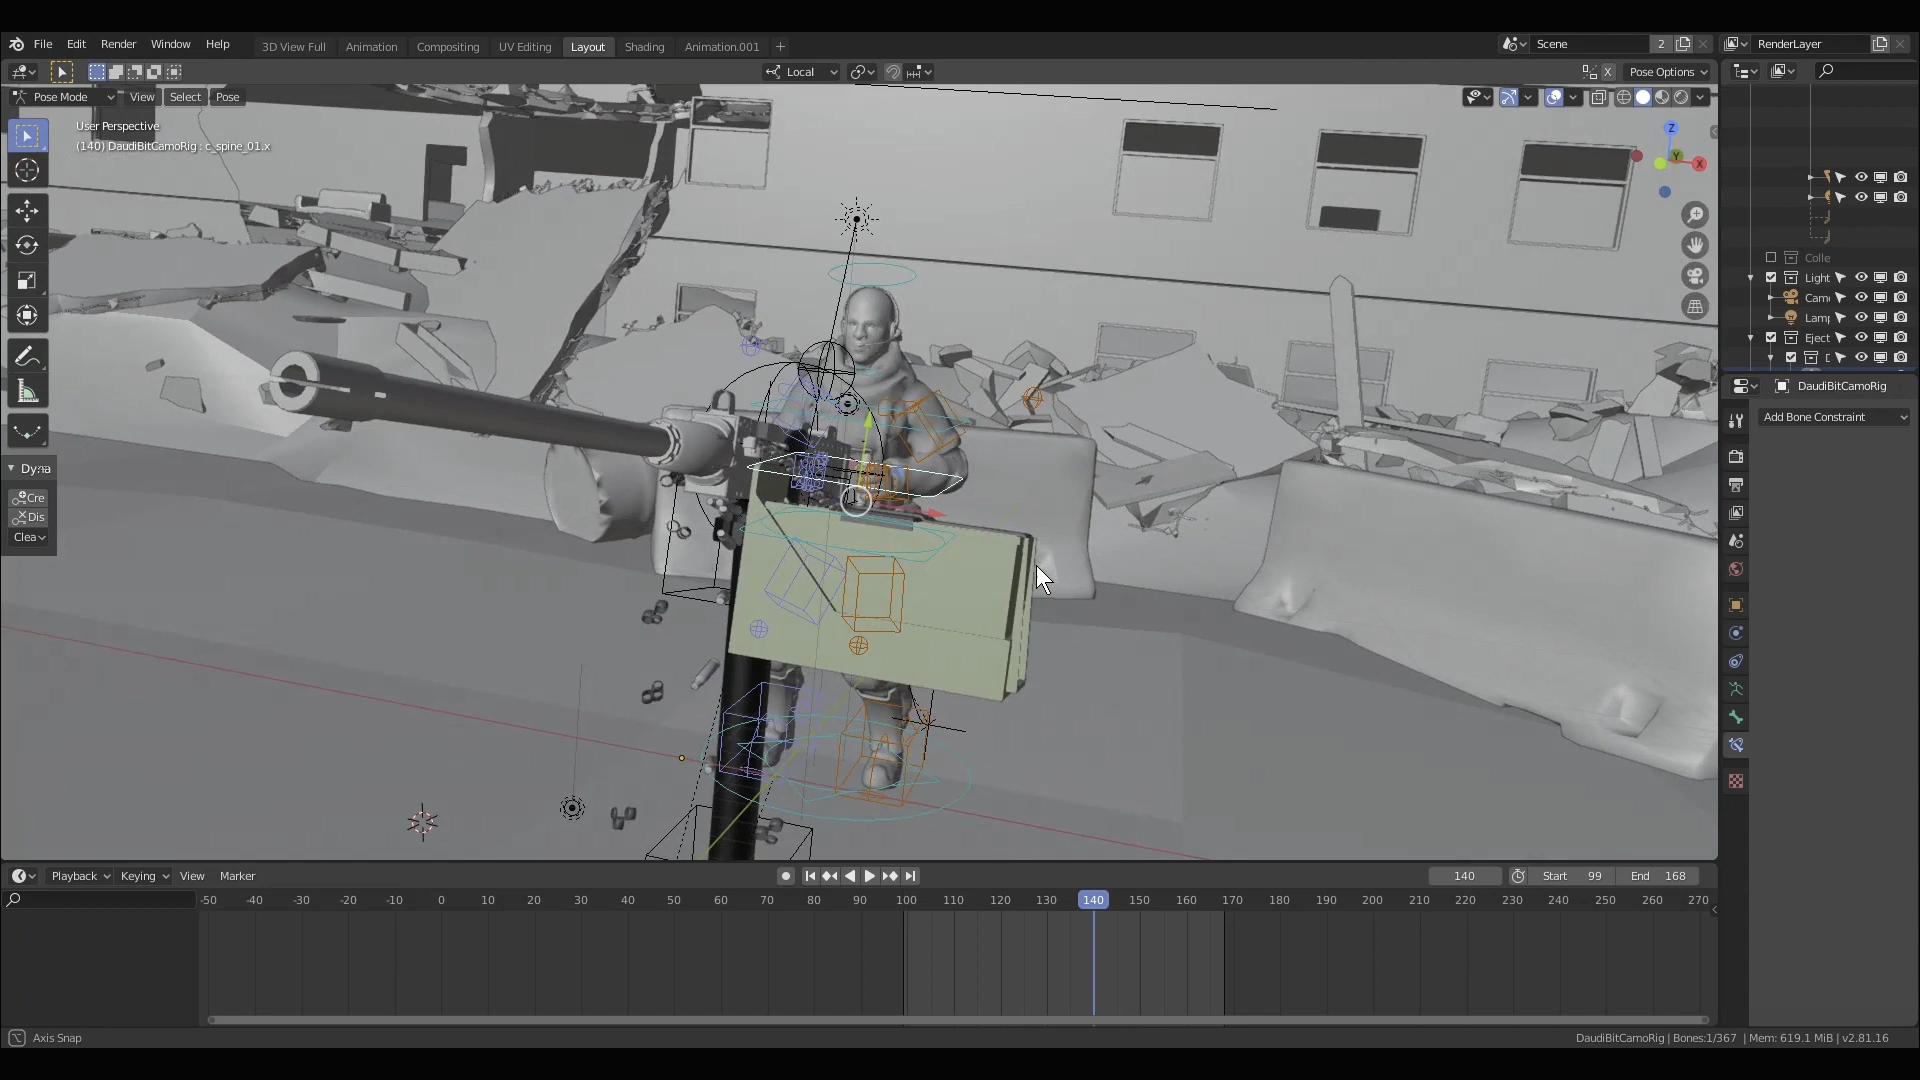 File Edit Render Window Help 3D View Full Animation Compositing UV Editing Layout Shading Animation.001 + Scene 2 RenderLayer
Local X Pose Options
Pose Mode View Select Pose
User Perspective
(140) DaudiBitCamoRig : c_spine_01.x
Z
Y X
Colle
Light
Cam
Lam
Eject
DaudiBitCamoRig
Add Bone Constraint
Dyna
Cre
Dis
Clea
Playback Keying View Marker 140 Start 99 End 168
-50 -40 -30 -20 -10 0 10 20 30 40 50 60 70 80 90 100 110 120 130 140 150 160 170 180 190 200 210 220 230 240 250 260 270
Axis Snap DaudiBitCamoRig | Bones:1/367 | Mem: 619.1 MiB | v2.81.16